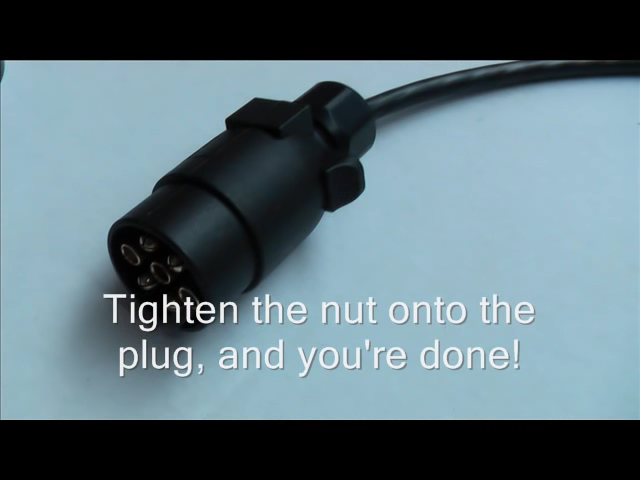 Tighten the nut onto the
plug, and you're done!